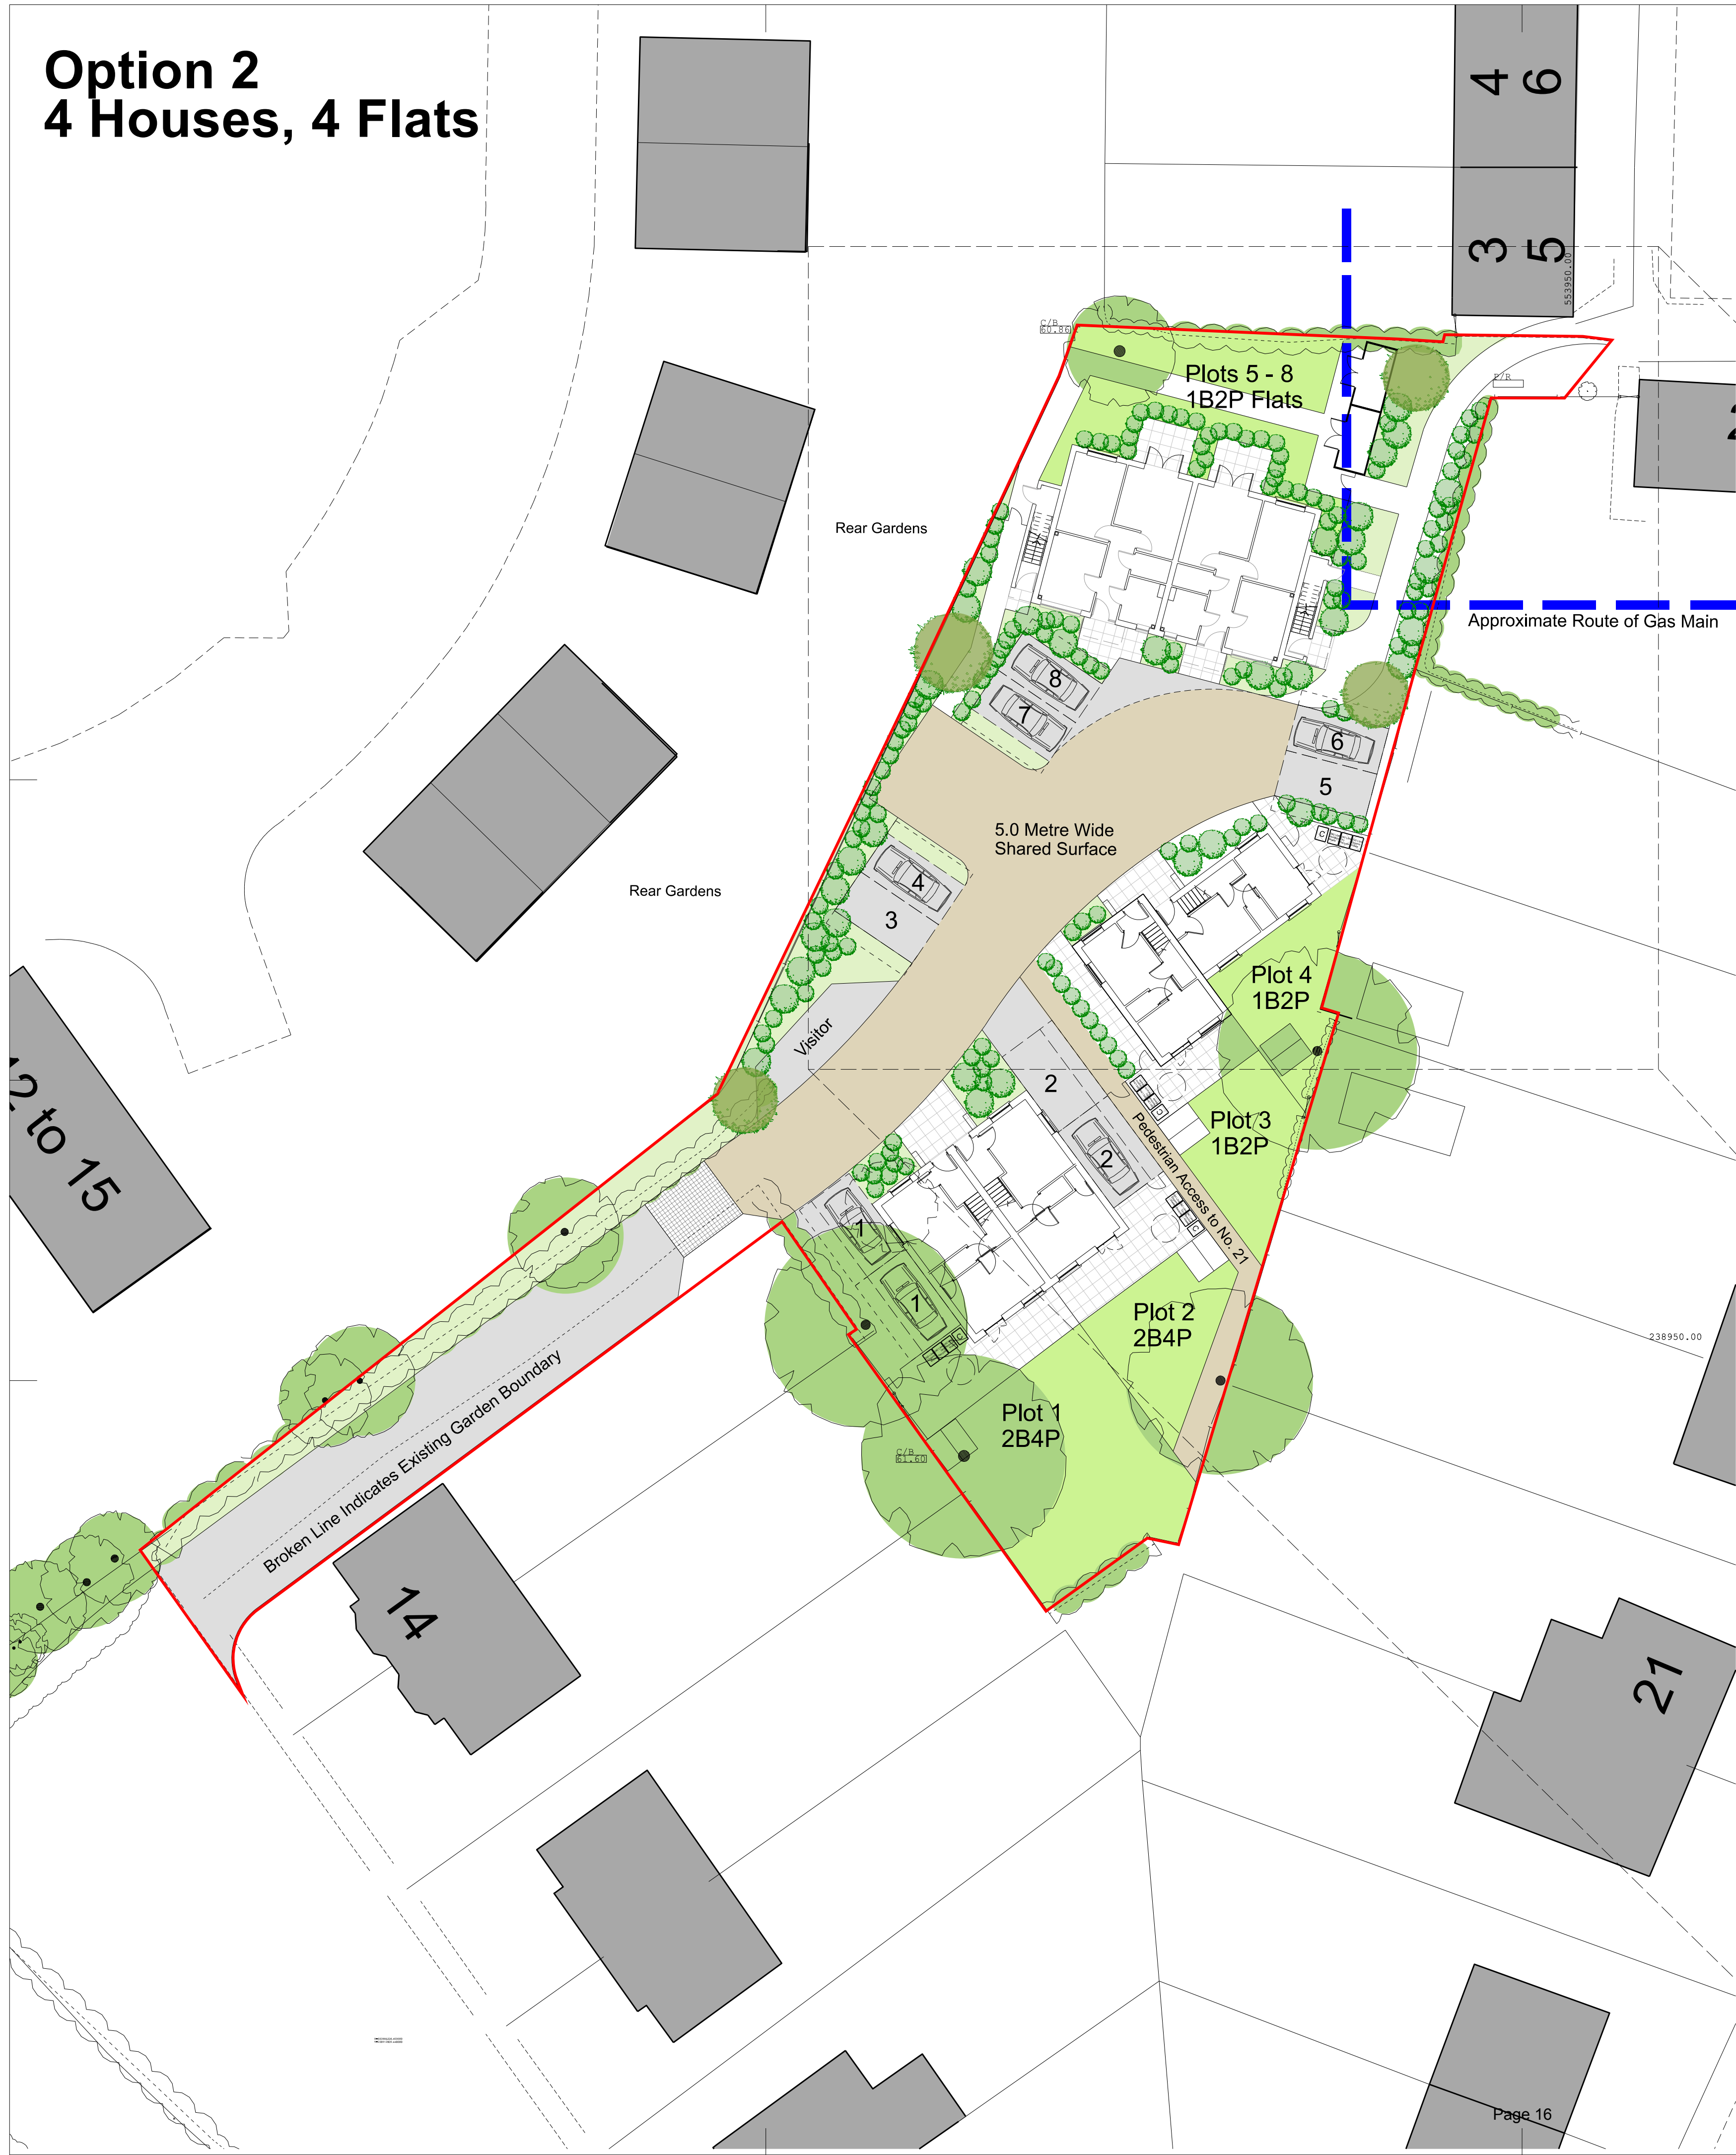 Option 2
4 Houses, 4 Flats
4 6
3 5
553950.00
C/B
60.86
P/R
Plots 5 - 8
1B2P Flats
Rear Gardens
Approximate Route of Gas Main
8
7
6
5
5.0 Metre Wide
Shared Surface
4
3
Rear Gardens
C
Plot 4
1B2P
Visitor
2
C
Plot 3
1B2P
Pedestrian Access to No. 21
2
C
12 to 15
1
1
C
Plot 2
2B4P
238950.00
Broken Line Indicates Existing Garden Boundary
Plot 1
2B4P
C/B
61.60
14
21
Page 16